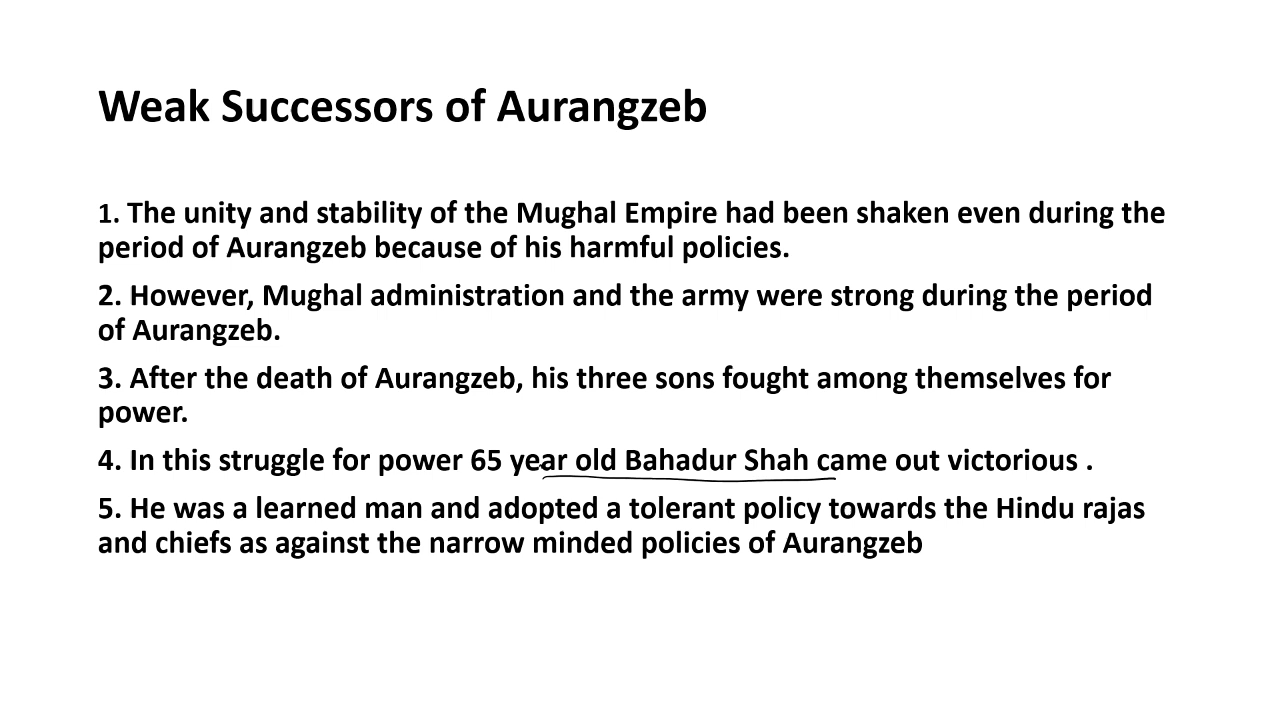 Weak Successors of Aurangzeb
1. The unity and stability of the Mughal Empire had been shaken even during the
period of Aurangzeb because of his harmful policies.
2. However, Mughal administration and the army were strong during the period
of Aurangzeb.
3. After the death of Aurangzeb, his three sons fought among themselves for
power.
4. In this struggle for power 65 year old Bahadur Shah came out victorious .
5. He was a learned man and adopted a tolerant policy towards the Hindu rajas
and chiefs as against the narrow minded policies of Aurangzeb